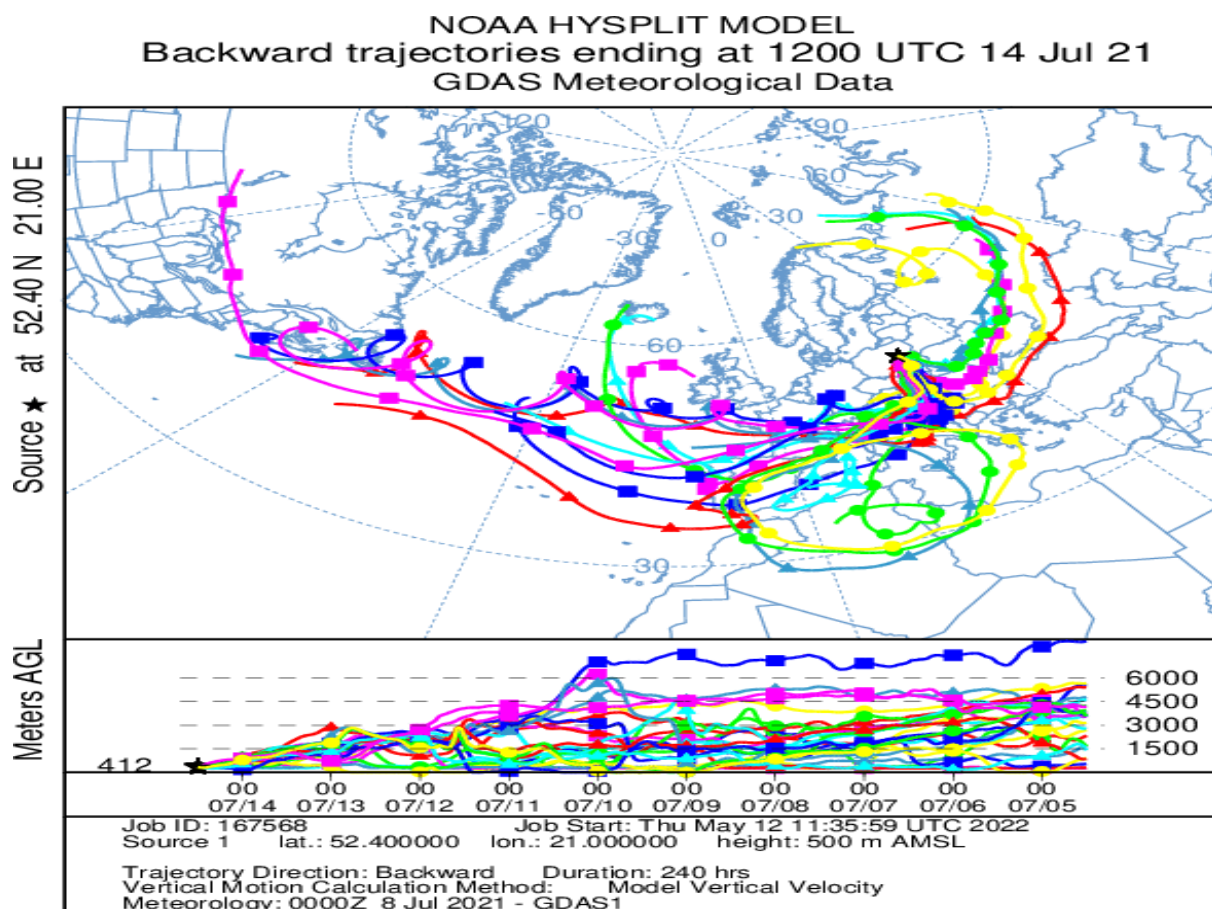 NOAA HYSPLIT MODEL
Backward trajectories ending at 1200 UTC 14 Jul 21
GDAS Meteorological Data
Source ★ at 52.40 N 21.00 E
-120
90
60
-60
30
-30
0
60
30
Meters AGL
6000
4500
3000
1500
412
00 00 00 00 00 00 00 00 00 00
07/14 07/13 07/12 07/11 07/10 07/09 07/08 07/07 07/06 07/05
Job ID: 167568 Job Start: Thu May 12 11:35:59 UTC 2022
Source 1 lat.: 52.400000 lon.: 21.000000 height: 500 m AMSL
Trajectory Direction: Backward Duration: 240 hrs
Vertical Motion Calculation Method: Model Vertical Velocity
Meteorology: 0000Z 8 Jul 2021 - GDAS1